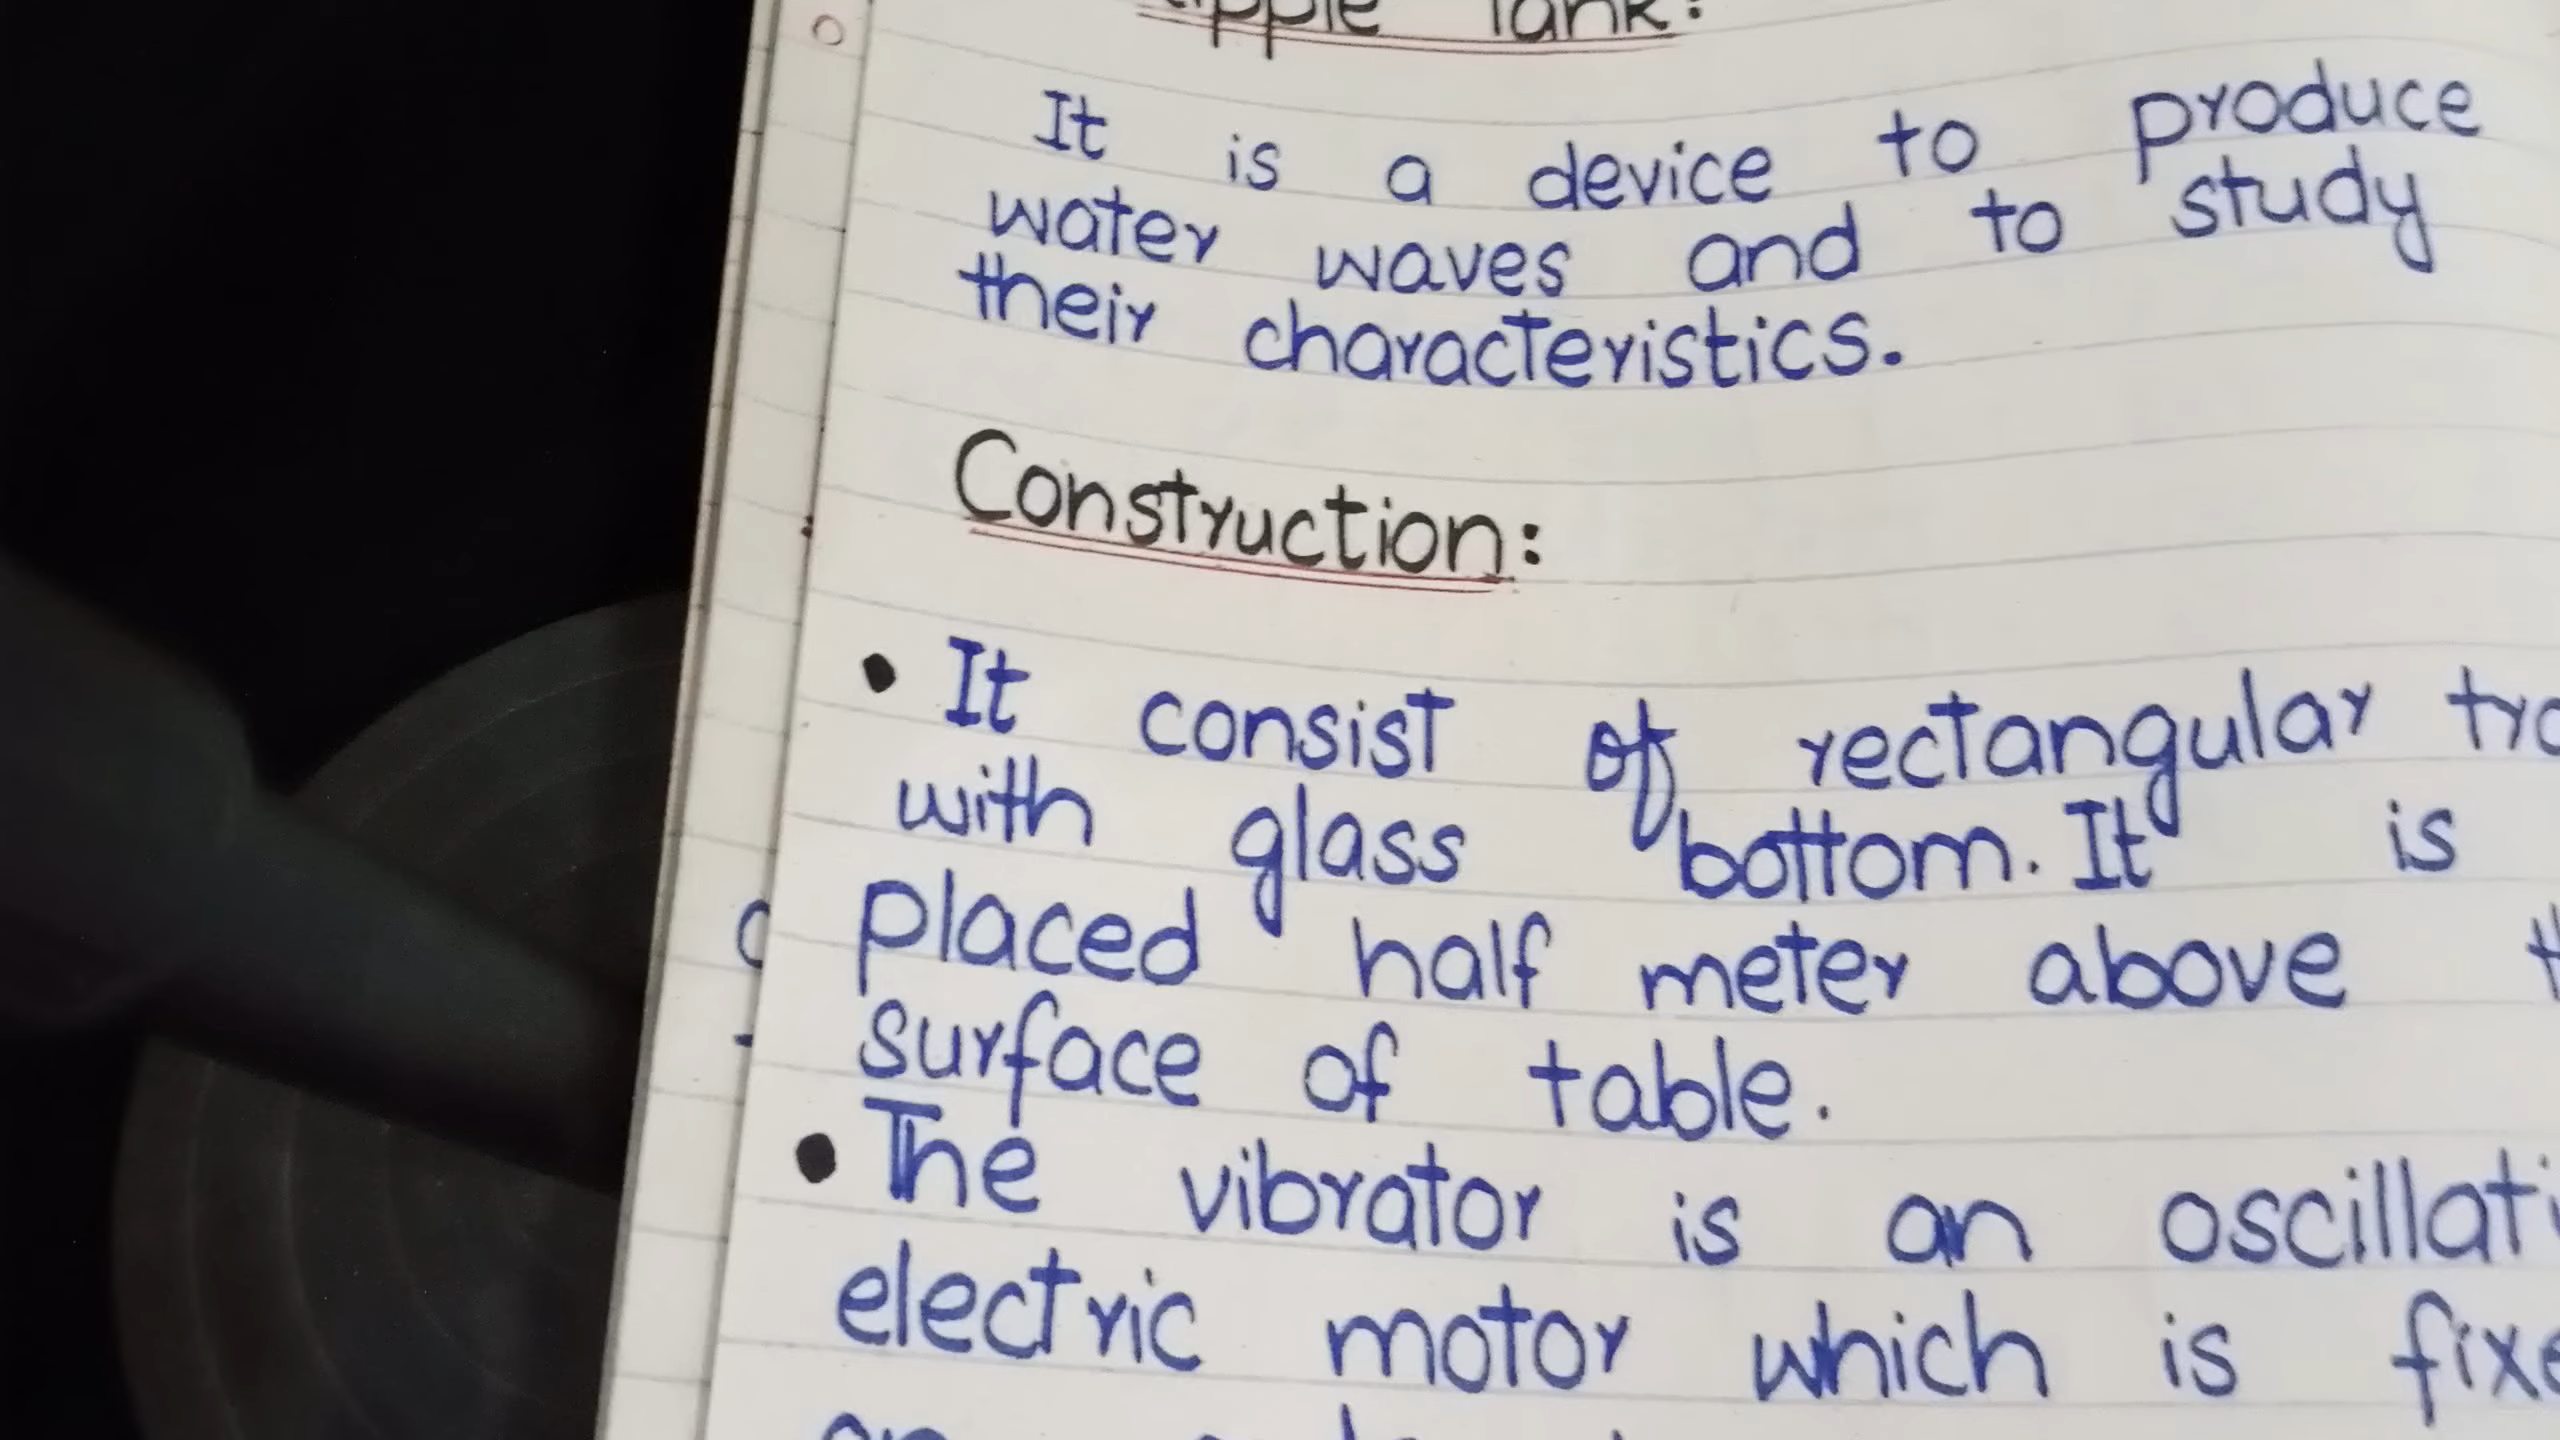 Tank:
It is a device to produce
water waves and to study
their characteristics.
Construction:
• It consist of rectangular
with glass bottom. It is
placed half meter above
surface of table.
• The vibrator is an
electric motor which is